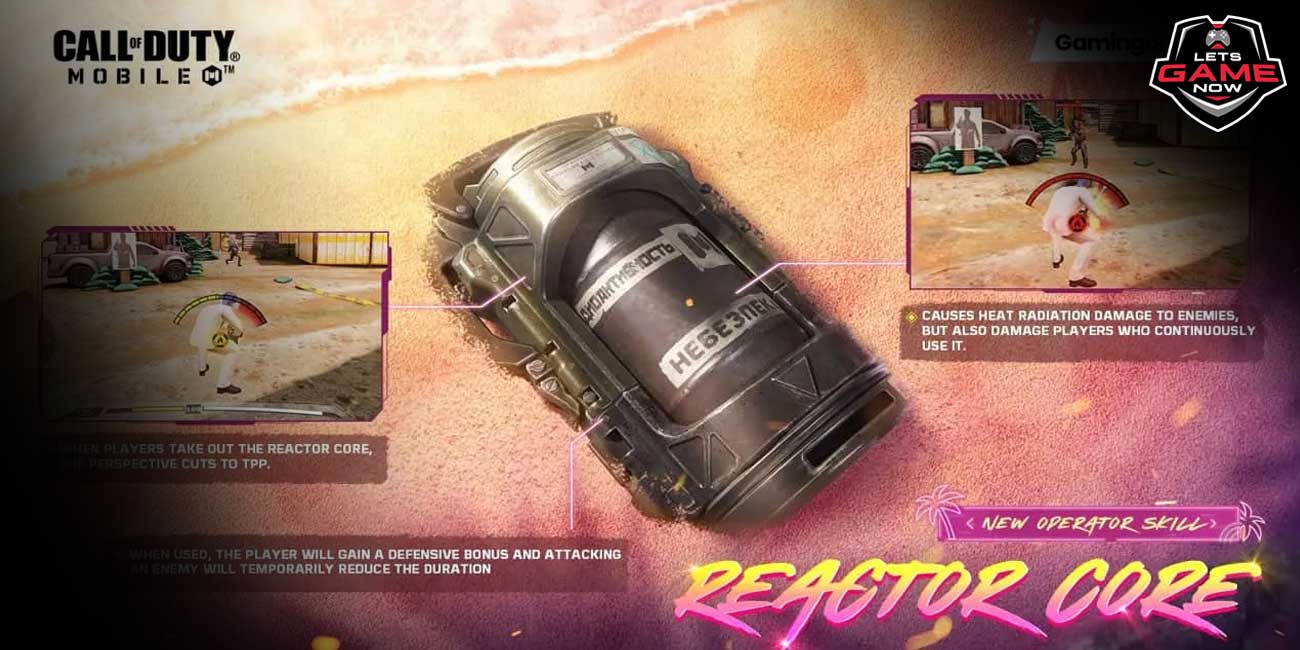 CALL OF DUTY®
MOBILE ™
LETS
GAME
NOW
CAUSES HEAT RADIATION DAMAGE TO ENEMIES,
BUT ALSO DAMAGE PLAYERS WHO CONTINUOUSLY
USE IT.
НЕБЕЗПЕК
PLAYERS TAKE OUT THE REACTOR CORE,
PERSPECTIVE CUTS TO TPP.
WHEN USED, THE PLAYER WILL GAIN A DEFENSIVE BONUS AND ATTACKING
AN ENEMY WILL TEMPORARILY REDUCE THE DURATION
< NEW OPERATOR SKILL >
REACTOR CORE